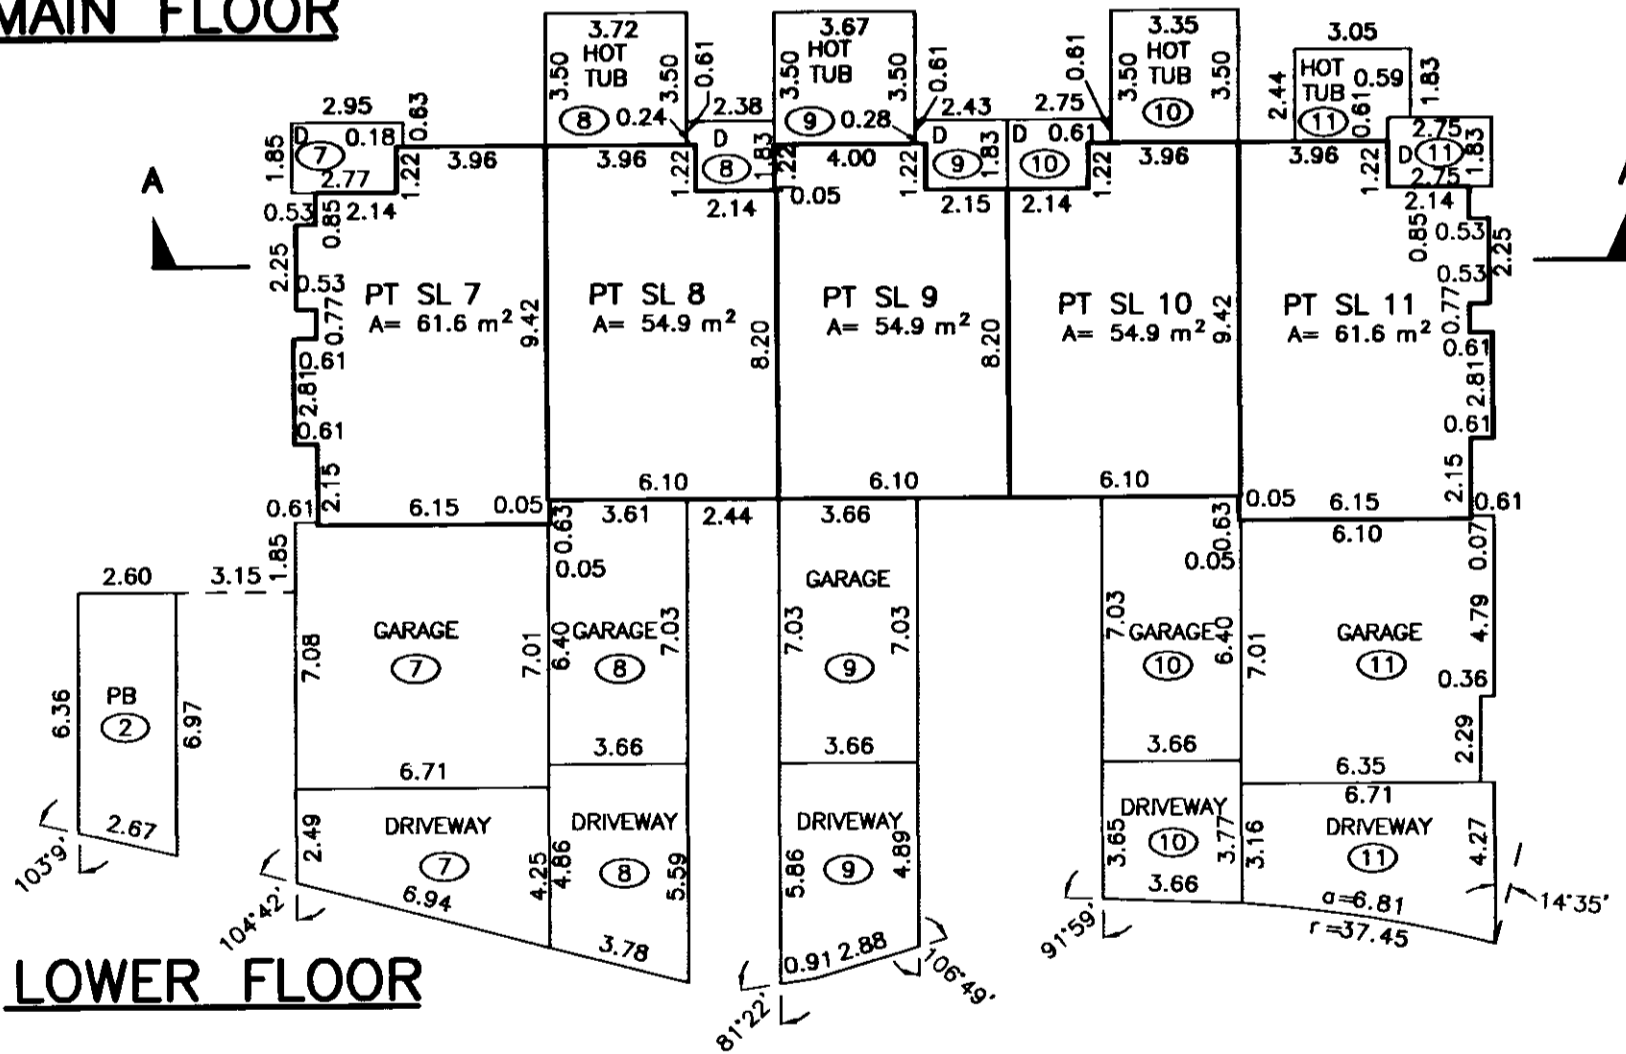 MAIN FLOOR
3.72 3.67 3.35 3.05
HOT TUB 8 HOT TUB 9 HOT TUB 10 HOT TUB 11
3.50 3.50 0.61 3.50 3.50 0.61 0.61 3.50 3.50 2.44 0.59 1.83
2.95 0.63 0.24 2.38 0.28 2.43 2.75 0.61 2.75
D 7 0.18 D 8 1.83 D 9 1.83 D 10 D 11 1.83
1.85 2.77 1.22 3.96 3.96 1.22 1.22 4.00 1.22 1.22 3.96 3.96 1.22 2.75
0.61
A
0.53 2.14 2.14 0.05 2.15 2.14 2.14
0.85 0.85 0.53
2.25 0.53 0.53 2.25
PT SL 7 PT SL 8 PT SL 9 PT SL 10 PT SL 11
A= 61.6 m² A= 54.9 m² A= 54.9 m² A= 54.9 m² A= 61.6 m²
0.77 9.42 8.20 8.20 9.42 0.77
0.61 0.61
2.81 2.81
0.61 0.61
2.15 6.10 6.10 6.10 2.15
0.61 6.15 0.05 3.61 2.44 3.66 0.05 6.15 0.61
1.85 0.63 0.63 6.10 0.07
2.60 3.15 0.05 0.05
GARAGE 7 GARAGE 8 GARAGE 9 GARAGE 10 GARAGE 11
7.08 7.01 6.40 7.03 7.03 7.03 7.03 6.40 7.01 4.79
0.36
PB 2
6.36 6.97 2.29
6.71 3.66 3.66 3.66 6.35
6.71
DRIVEWAY 7 DRIVEWAY 8 DRIVEWAY 9 DRIVEWAY 10 DRIVEWAY 11
2.67 2.49 4.25 4.86 5.59 5.86 4.89 3.65 3.77 3.16 4.27
103°9' 104°42' 6.94 3.78 0.91 2.88 3.66 a=6.81 14°35'
r=37.45
81°22' 106°49' 91°59'
LOWER FLOOR